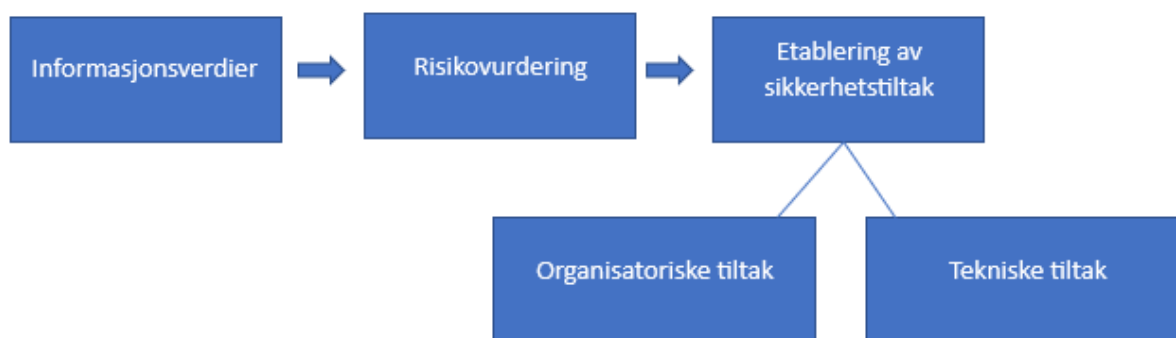 Informasjonsverdier
Risikovurdering
Etablering av
sikkerhetstiltak
Organisatoriske tiltak
Tekniske tiltak